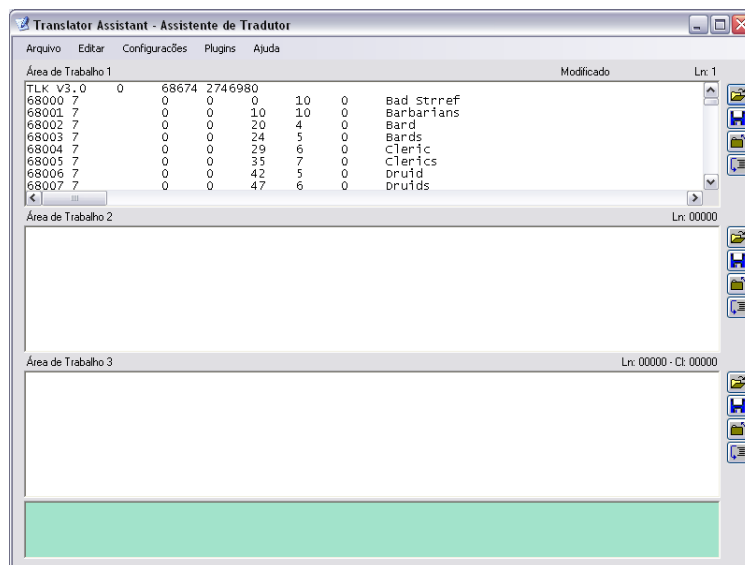 Translator Assistant - Assistente de Tradutor
Arquivo Editar Configurações Plugins Ajuda
Área de Trabalho 1 Modificado Ln: 1
TLK V3.0 0 68674 2746980
68000 7 0 0 0 10 0 Bad Strref
68001 7 0 0 10 10 0 Barbarians
68002 7 0 0 20 4 0 Bard
68003 7 0 0 24 5 0 Bards
68004 7 0 0 29 6 0 Cleric
68005 7 0 0 35 7 0 Clerics
68006 7 0 0 42 5 0 Druid
68007 7 0 0 47 6 0 Druids
Área de Trabalho 2 Ln: 00000
Área de Trabalho 3 Ln: 00000 - Cl: 00000